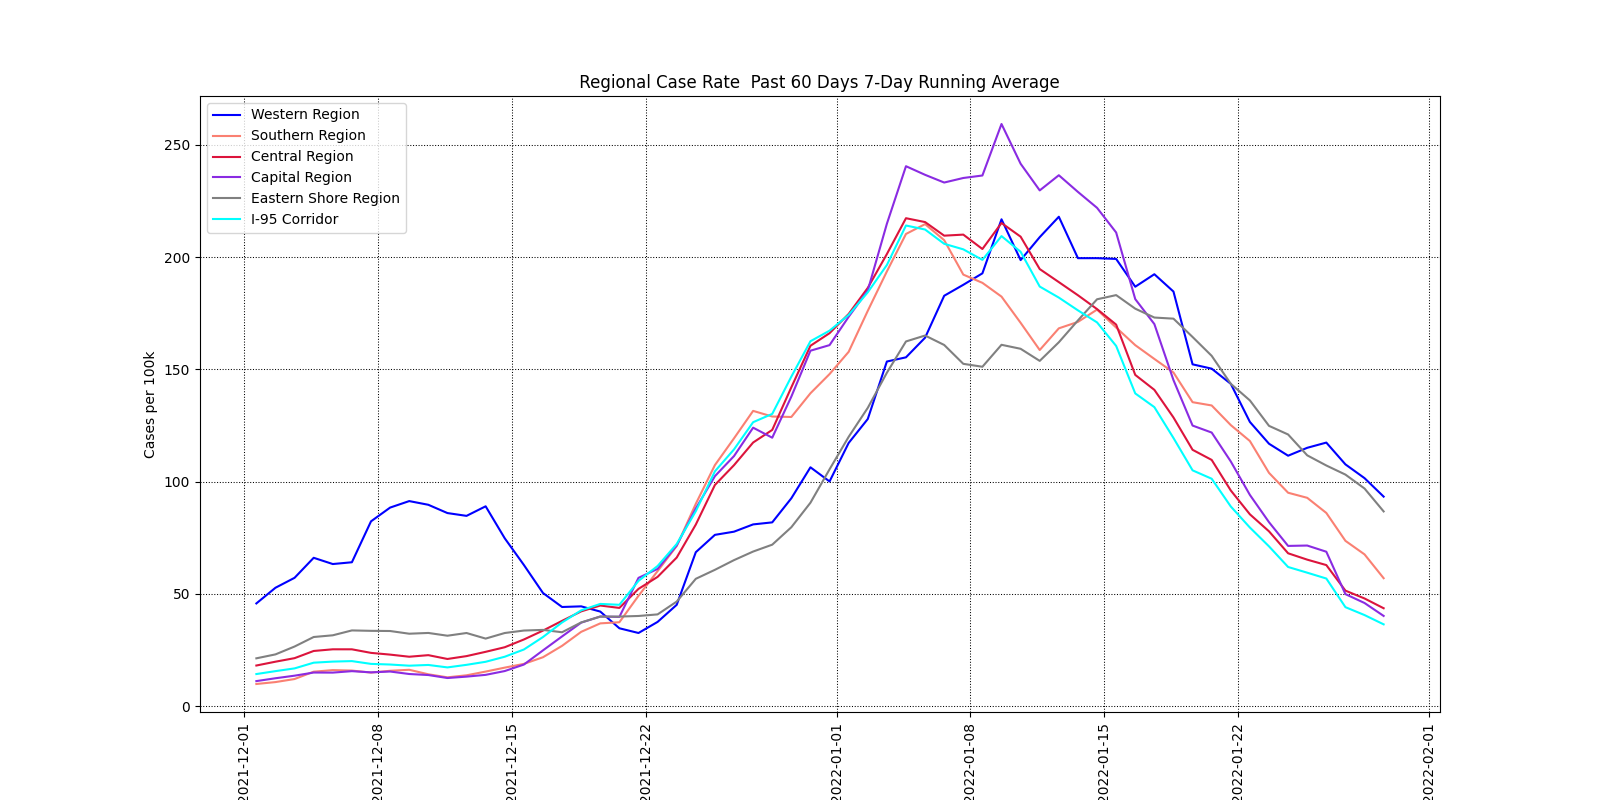 Regional Case Rate  Past 60 Days 7-Day Running Average
Western Region
Southern Region
Central Region
Capital Region
Eastern Shore Region
I-95 Corridor
Cases per 100k
250
200
150
100
50
0
2021-12-01
2021-12-08
2021-12-15
2021-12-22
2022-01-01
2022-01-08
2022-01-15
2022-01-22
2022-02-01